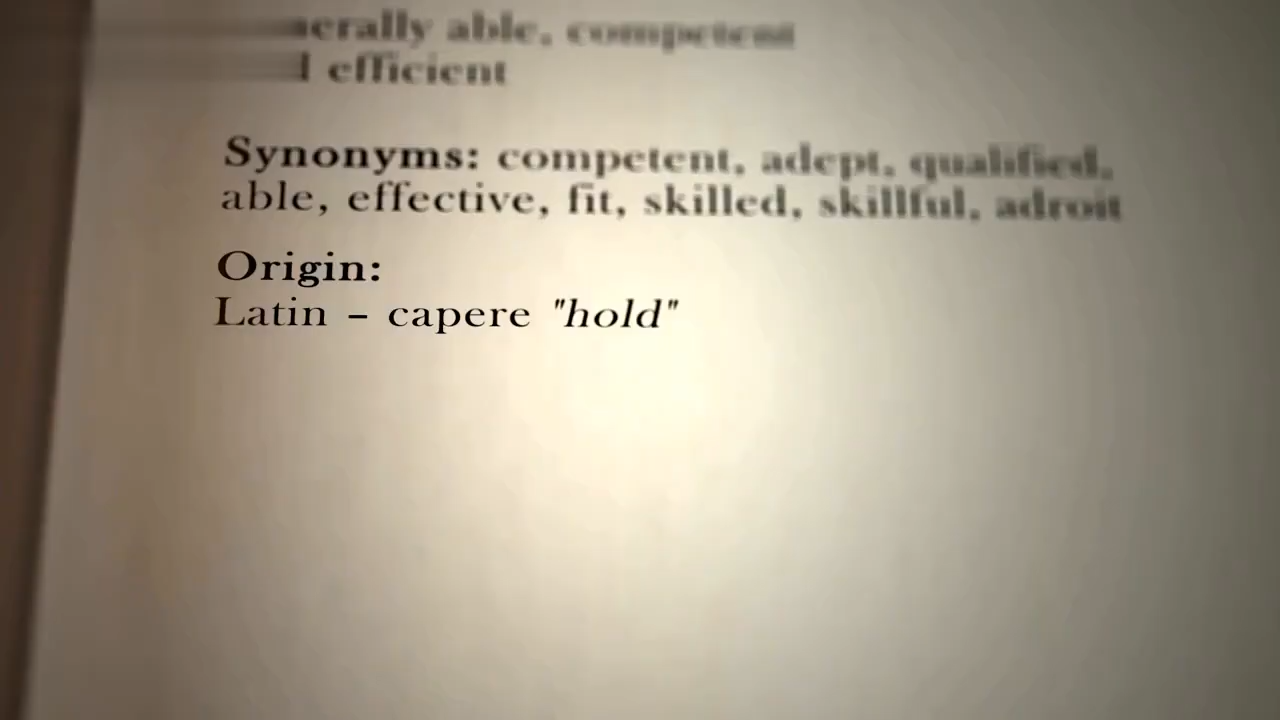 able, competent
efficient
Synonyms: competent, adept, qualified,
able, effective, fit, skilled, skillful, adroit
Origin:
Latin – capere "hold"